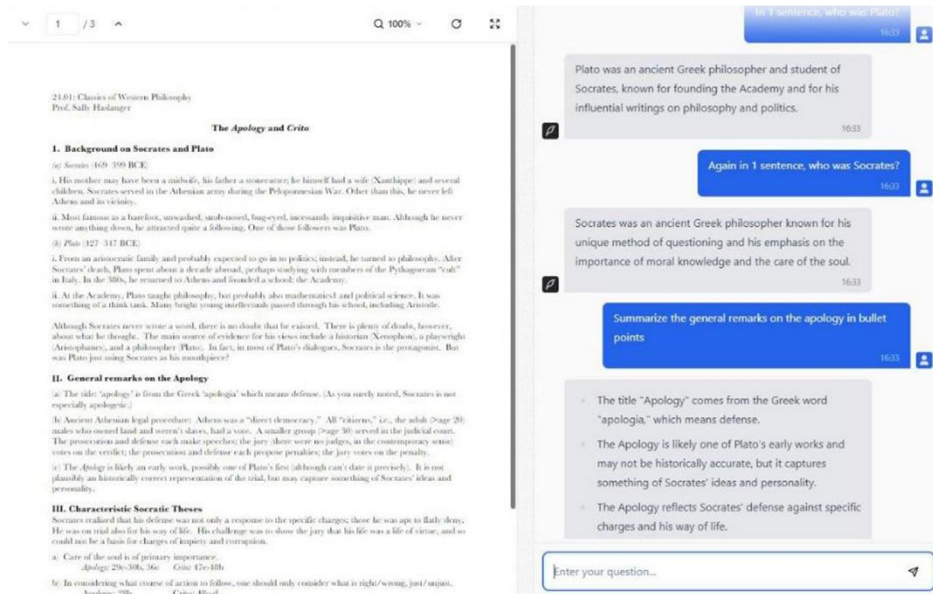 1 / 3
100%
24.01: Classics of Western Philosophy
Prof. Sally Haslanger
The Apology and Crito
I. Background on Socrates and Plato
(a) Socrates (469-399 BCE)
i. His mother may have been a midwife, his father a stonecutter; he himself had a wife (Xanthippe) and several
children. Socrates served in the Athenian army during the Peloponnesian War. Other than this, he never left
Athens and its vicinity.
ii. Most famous as a barefoot, unwashed, snub-nosed, bug-eyed, incessantly inquisitive man. Although he never
wrote anything down, he attracted quite a following. One of those followers was Plato.
(b) Plato (427-347 BCE)
i. From an aristocratic family and probably expected to go in to politics; instead, he turned to philosophy. After
Socrates' death, Plato spent about a decade abroad, perhaps studying with members of the Pythagorean "cult"
in Italy. In the 380s, he returned to Athens and founded a school: the Academy.
ii. At the Academy, Plato taught philosophy, but probably also mathematics and political science. It was
something of a think tank. Many bright young intellectuals passed through his school, including Aristotle.
Although Socrates never wrote a word, there is no doubt that he existed. There is plenty of doubt, however,
about what he thought. The main source of evidence for his views include a historian (Xenophon), a playwright
(Aristophanes), and a philosopher (Plato). In fact, in most of Plato's dialogues, Socrates is the protagonist. But
was Plato just using Socrates as his mouthpiece?
II. General remarks on the Apology
(a) The title: 'apology' is from the Greek 'apologia' which means defense. (As you surely noted, Socrates is not
especially apologetic.)
(b) Ancient Athenian legal procedure: Athens was a "direct democracy." All "citizens," i.e., the adult (>age 20)
males who owned land and weren't slaves, had a vote. A smaller group (>age 30) served in the judicial court.
The prosecution and defense each make speeches; the jury (there were no judges, in the contemporary sense)
votes on the verdict; the prosecution and defense each propose penalties; the jury votes on the penalty.
(c) The Apology is likely an early work, possibly one of Plato's first (although can't date it precisely). It is not
plausibly an historically correct representation of the trial, but may capture something of Socrates' ideas and
personality.
III. Characteristic Socratic Theses
Socrates realized that his defense was not only a response to the specific charges; those he was apt to flatly deny.
He was on trial also for his way of life. His challenge was to show the jury that his life was a life of virtue, and so
could not be a basis for charges of impiety and corruption.
a) Care of the soul is of primary importance.
Apology: 29e-30b, 36c Crito: 47e-48b
b) In considering what course of action to follow, one should only consider what is right/wrong, just/unjust.
Apology: 28b Crito:
In 1 sentence, who was Plato?
16:33
Plato was an ancient Greek philosopher and student of
Socrates, known for founding the Academy and for his
influential writings on philosophy and politics.
16:33
Again in 1 sentence, who was Socrates?
16:33
Socrates was an ancient Greek philosopher known for his
unique method of questioning and his emphasis on the
importance of moral knowledge and the care of the soul.
16:33
Summarize the general remarks on the apology in bullet
points
16:33
The title "Apology" comes from the Greek word
"apologia," which means defense.
The Apology is likely one of Plato's early works and
may not be historically accurate, but it captures
something of Socrates' ideas and personality.
The Apology reflects Socrates' defense against specific
charges and his way of life.
Enter your question...